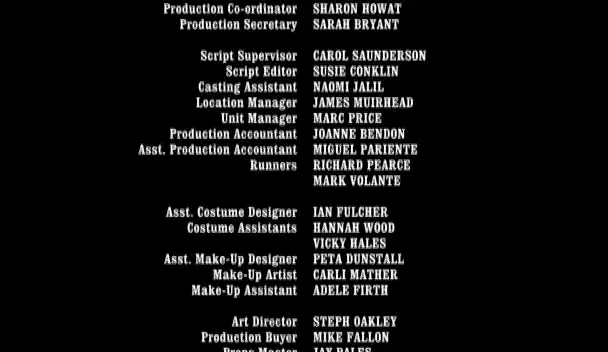 Production Co-ordinator SHARON HOWAT
Production Secretary SARAH BRYANT
Script Supervisor CAROL SAUNDERSON
Script Editor SUSIE CONKLIN
Casting Assistant NAOMI JALIL
Location Manager JAMES MUIRHEAD
Unit Manager MARC PRICE
Production Accountant JOANNE BENDON
Asst. Production Accountant MIGUEL PARIENTE
Runners RICHARD PEARCE
MARK VOLANTE
Asst. Costume Designer IAN FULCHER
Costume Assistants HANNAH WOOD
VICKY HALES
Asst. Make-Up Designer PETA DUNSTALL
Make-Up Artist CARLI MATHER
Make-Up Assistant ADELE FIRTH
Art Director STEPH OAKLEY
Production Buyer MIKE FALLON
Props Master JAY